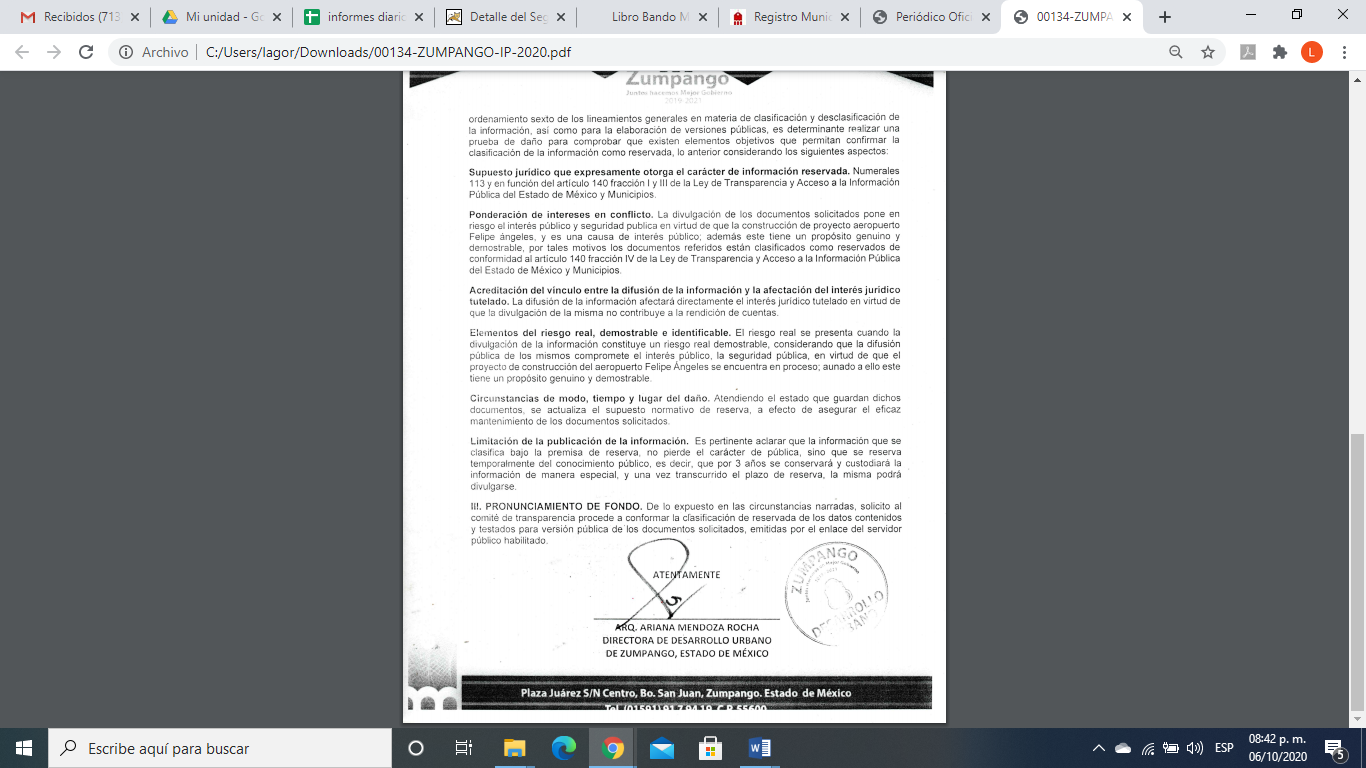 Recibidos (713
Mi unidad - Go
informes diario
Detalle del Seg
Libro Bando M
Registro Munic
Periódico Ofici
00134-ZUMPA
Archivo
C:/Users/lagor/Downloads/00134-ZUMPANGO-IP-2020.pdf
L
Zumpango
Juntos hacemos Mejor Gobierno
2019-2021
ordenamiento sexto de los lineamientos generales en materia de clasificación y desclasificación de
la información, así como para la elaboración de versiones públicas, es determinante realizar una
prueba de daño para comprobar que existen elementos objetivos que permitan confirmar la
clasificación de la información como reservada, lo anterior considerando los siguientes aspectos:
Supuesto jurídico que expresamente otorga el carácter de información reservada. Numerales
113 y en función del artículo 140 fracción I y III de la Ley de Transparencia y Acceso a la Información
Pública del Estado de México y Municipios.
Ponderación de intereses en conflicto. La divulgación de los documentos solicitados pone en
riesgo el interés público y seguridad publica en virtud de que la construcción de proyecto aeropuerto
Felipe ángeles, y es una causa de interés público; además este tiene un propósito genuino y
demostrable, por tales motivos los documentos referidos están clasificados como reservados de
conformidad al artículo 140 fracción IV de la Ley de Transparencia y Acceso a la Información Pública
del Estado de México y Municipios.
Acreditación del vinculo entre la difusión de la información y la afectación del interés jurídico
tutelado. La difusión de la información afectará directamente el interés jurídico tutelado en virtud de
que la divulgación de la misma no contribuye a la rendición de cuentas.
Elementos del riesgo real, demostrable e identificable. El riesgo real se presenta cuando la
divulgación de la información constituye un riesgo real demostrable, considerando que la difusión
pública de los mismos compromete el interés público, la seguridad pública, en virtud de que el
proyecto de construcción del aeropuerto Felipe Ángeles se encuentra en proceso; aunado a ello este
tiene un propósito genuino y demostrable.
Circunstancias de modo, tiempo y lugar del daño. Atendiendo el estado que guardan dichos
documentos, se actualiza el supuesto normativo de reserva, a efecto de asegurar el eficaz
mantenimiento de los documentos solicitados.
Limitación de la publicación de la información. Es pertinente aclarar que la información que se
clasifica bajo la premisa de reserva, no pierde el carácter de pública, sino que se reserva
temporalmente del conocimiento público, es decir, que por 3 años se conservará y custodiará la
información de manera especial, y una vez transcurrido el plazo de reserva, la misma podrá
divulgarse.
III. PRONUNCIAMIENTO DE FONDO. De lo expuesto en las circunstancias narradas, solicito al
comité de transparencia procede a conformar la clasificación de reservada de los datos contenidos
y testados para versión pública de los documentos solicitados, emitidas por el enlace del servidor
público habilitado.
ATENTAMENTE
ZUMPANGO
DESARROLLO
URBANO
ARQ. ARIANA MENDOZA ROCHA
DIRECTORA DE DESARROLLO URBANO
DE ZUMPANGO, ESTADO DE MÉXICO
Plaza Juárez S/N Centro, Bo. San Juan, Zumpango. Estado de México
Tel. (01591) 91 7 94 19 C.P. 55600
Escribe aquí para buscar
ESP
08:42 p. m.
06/10/2020
5